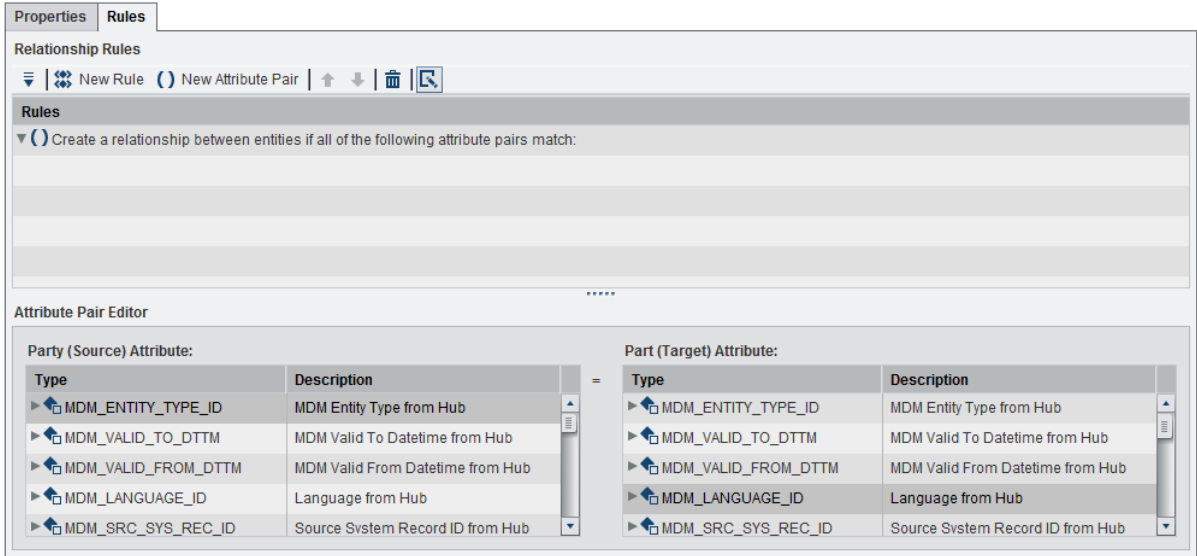 Properties Rules
Relationship Rules
New Rule ( ) New Attribute Pair
Rules
( ) Create a relationship between entities if all of the following attribute pairs match:
Attribute Pair Editor
Party (Source) Attribute: Part (Target) Attribute:
Type Description = Type Description
MDM_ENTITY_TYPE_ID MDM Entity Type from Hub MDM_ENTITY_TYPE_ID MDM Entity Type from Hub
MDM_VALID_TO_DTTM MDM Valid To Datetime from Hub MDM_VALID_TO_DTTM MDM Valid To Datetime from Hub
MDM_VALID_FROM_DTTM MDM Valid From Datetime from Hub MDM_VALID_FROM_DTTM MDM Valid From Datetime from Hub
MDM_LANGUAGE_ID Language from Hub MDM_LANGUAGE_ID Language from Hub
MDM_SRC_SYS_REC_ID Source System Record ID from Hub MDM_SRC_SYS_REC_ID Source System Record ID from Hub